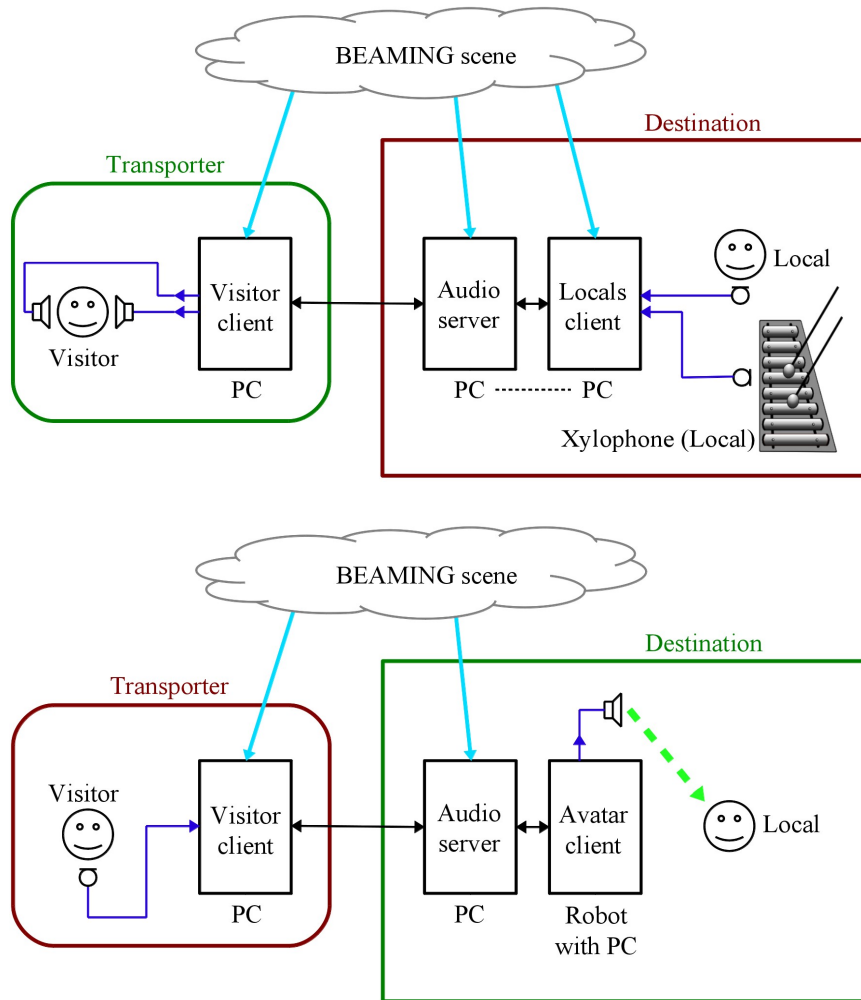 BEAMING scene
Destination
Transporter
Visitor
client
Audio
server
Locals
client
Local
Visitor
PC
PC
PC
Xylophone (Local)
BEAMING scene
Destination
Transporter
Visitor
Visitor
client
Audio
server
Avatar
client
Local
PC
PC
Robot
with PC